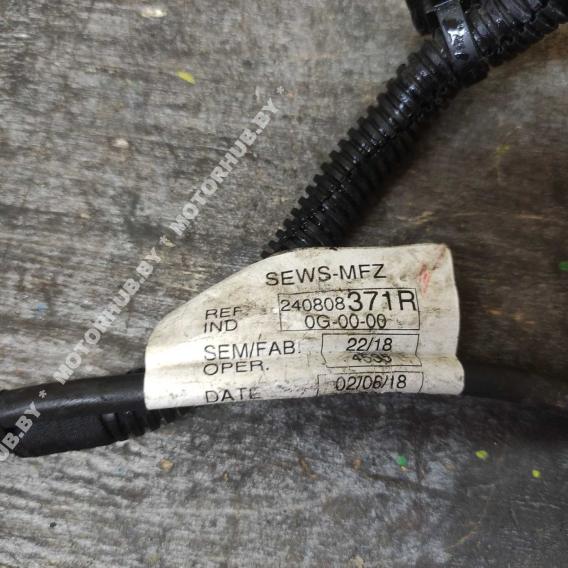 SEWS-MFZ
REF 240808371R
IND 0G-00-00
SEM/FAB. 22/18
OPER.
DATE 02/06/18
* MOTORHUB.BY * MOTORHUB.BY *